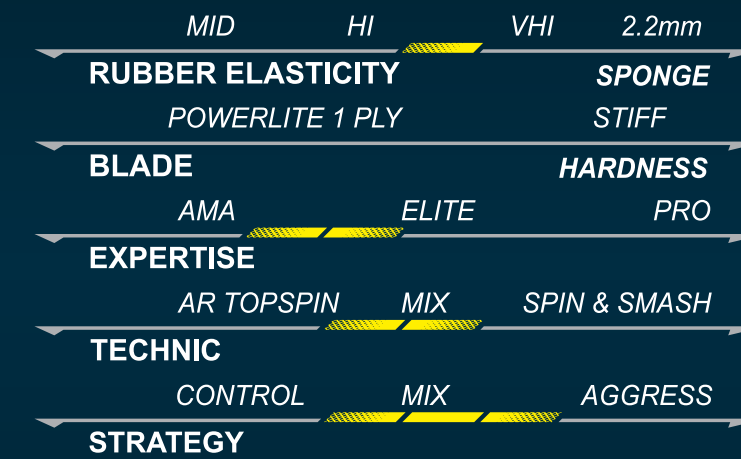 MID HI VHI 2.2mm
RUBBER ELASTICITY SPONGE
POWERLITE 1 PLY STIFF
BLADE HARDNESS
AMA ELITE PRO
EXPERTISE
AR TOPSPIN MIX SPIN & SMASH
TECHNIC
CONTROL MIX AGGRESS
STRATEGY